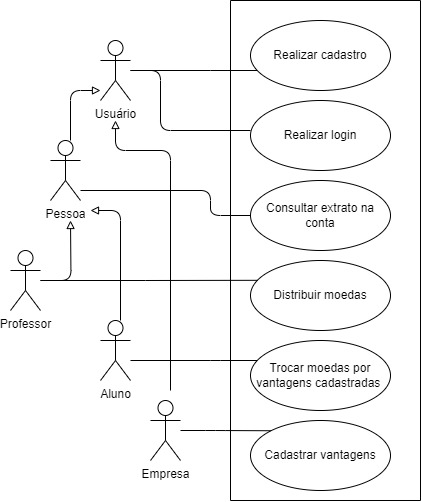 Realizar cadastro
Usuário
Realizar login
Pessoa
Consultar extrato na
conta
Professor
Distribuir moedas
Aluno
Trocar moedas por
vantagens cadastradas
Empresa
Cadastrar vantagens